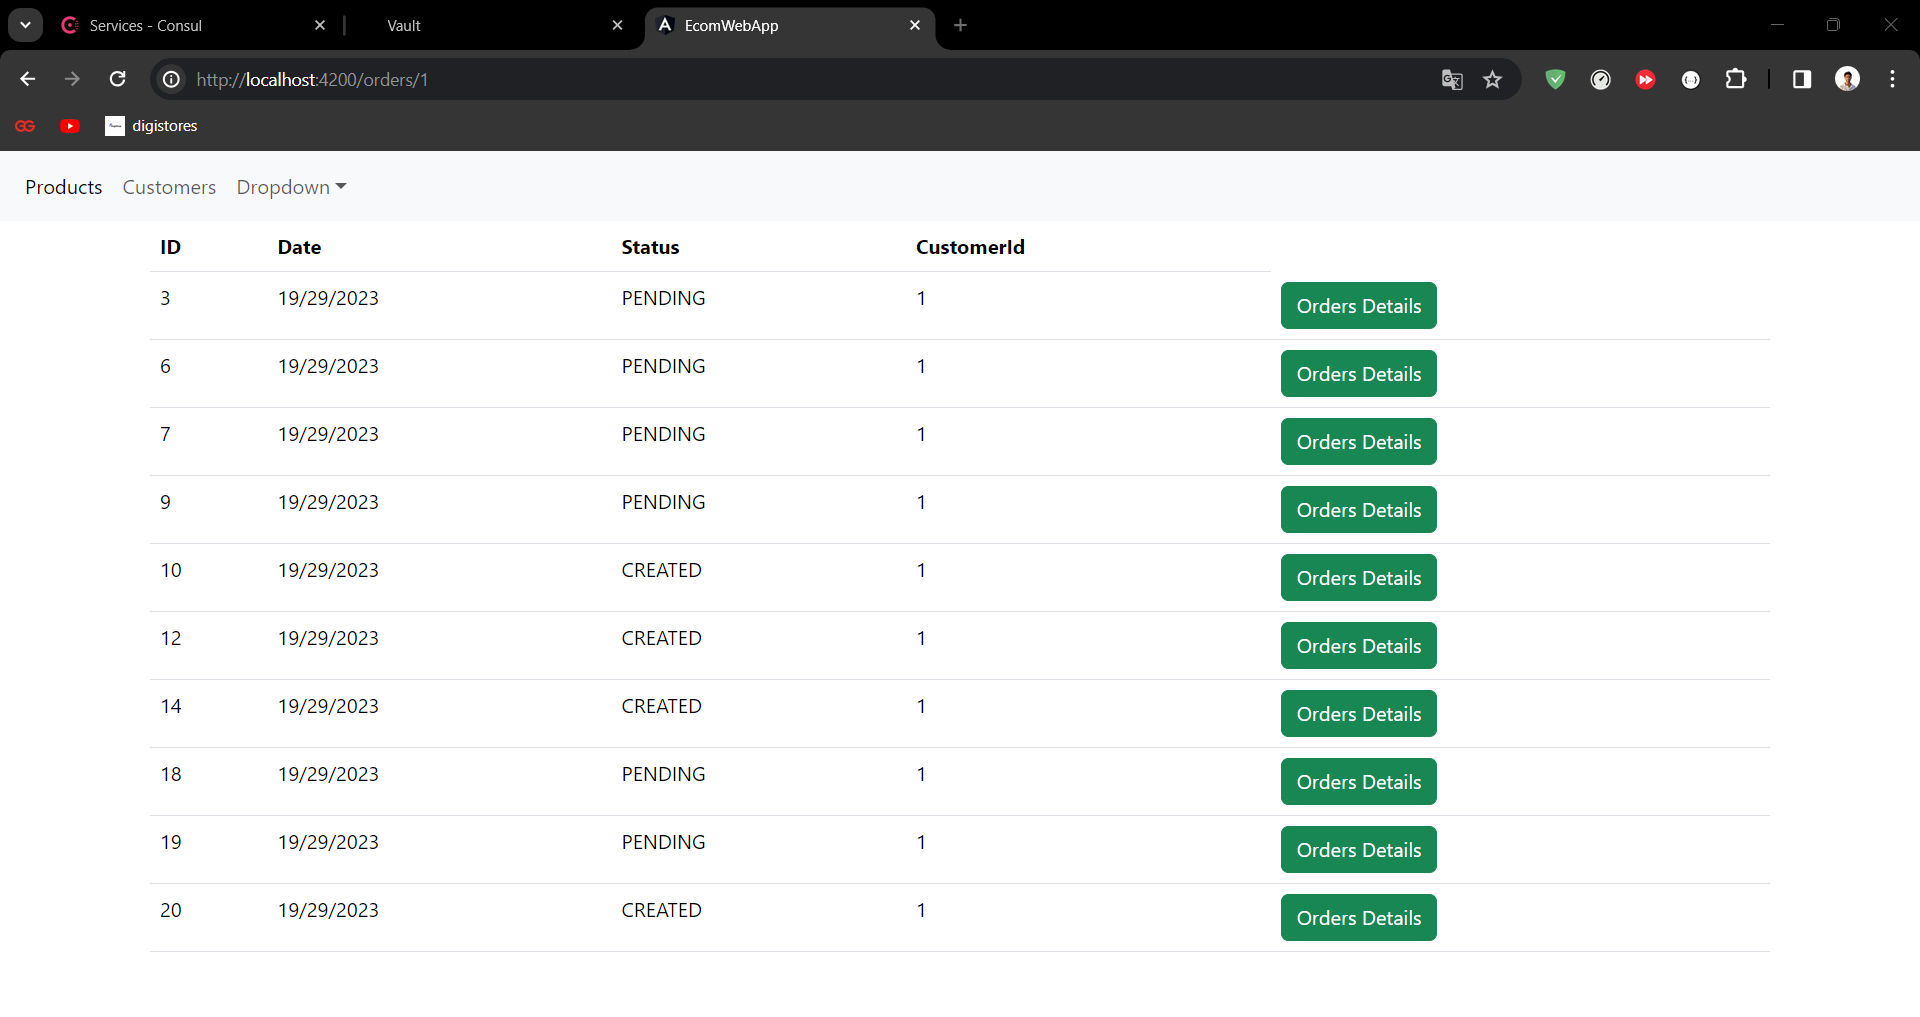 Services - Consul
Vault
EcomWebApp
http://localhost:4200/orders/1
digistores
Products Customers Dropdown
ID Date Status CustomerId
3 19/29/2023 PENDING 1 Orders Details
6 19/29/2023 PENDING 1 Orders Details
7 19/29/2023 PENDING 1 Orders Details
9 19/29/2023 PENDING 1 Orders Details
10 19/29/2023 CREATED 1 Orders Details
12 19/29/2023 CREATED 1 Orders Details
14 19/29/2023 CREATED 1 Orders Details
18 19/29/2023 PENDING 1 Orders Details
19 19/29/2023 PENDING 1 Orders Details
20 19/29/2023 CREATED 1 Orders Details